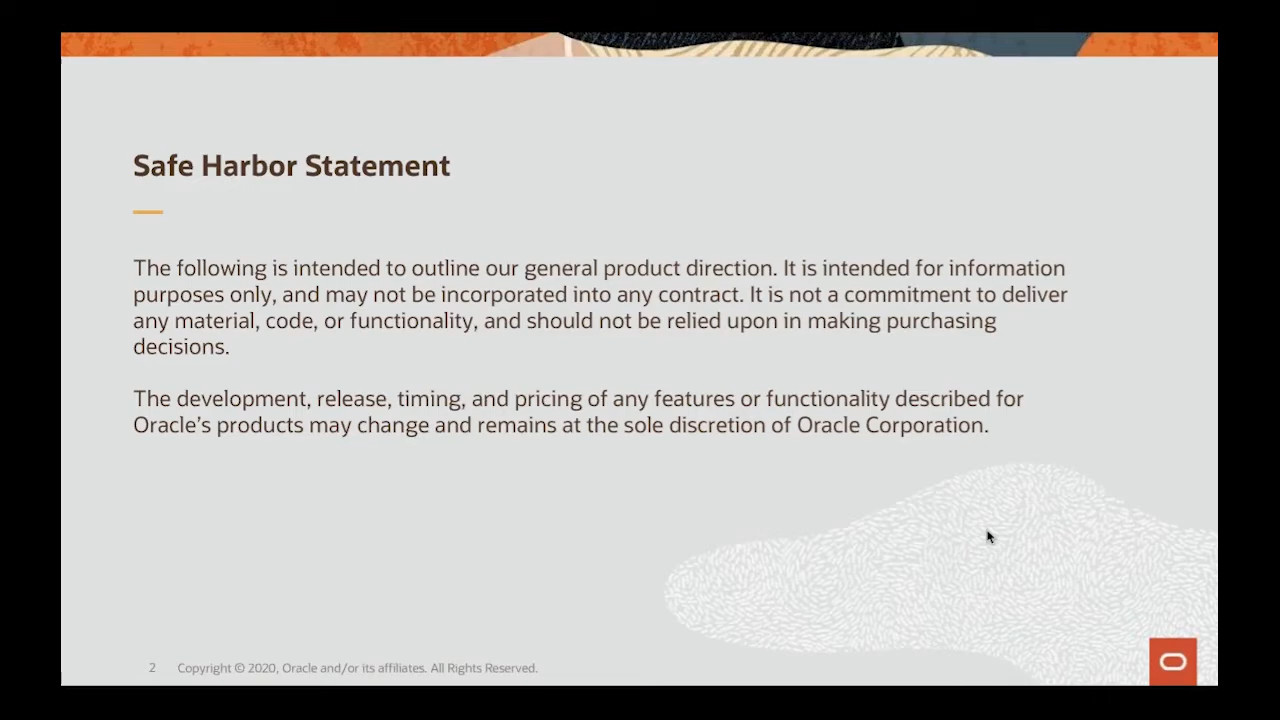 Safe Harbor Statement
The following is intended to outline our general product direction. It is intended for information
purposes only, and may not be incorporated into any contract. It is not a commitment to deliver
any material, code, or functionality, and should not be relied upon in making purchasing
decisions.
The development, release, timing, and pricing of any features or functionality described for
Oracle’s products may change and remains at the sole discretion of Oracle Corporation.
2 Copyright © 2020, Oracle and/or its affiliates. All Rights Reserved.